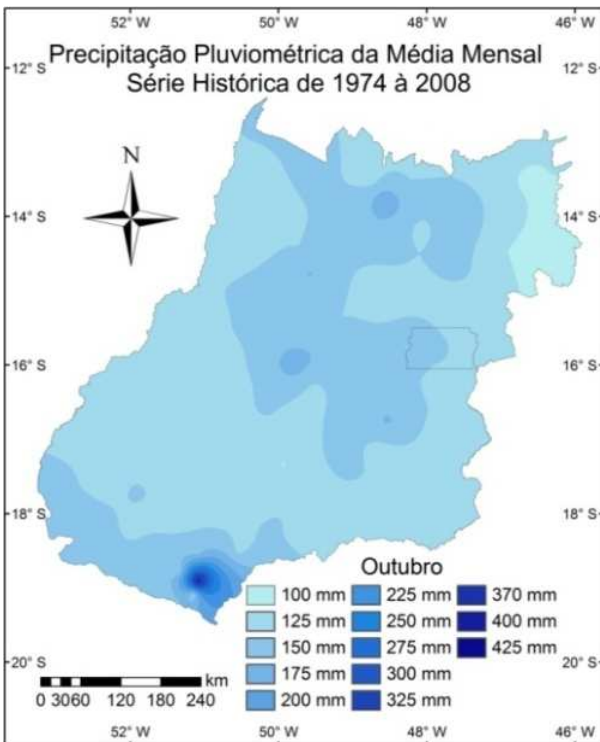 52° W 50° W 48° W 46° W
Precipitação Pluviométrica da Média Mensal
Série Histórica de 1974 à 2008
12° S 12° S
N
14° S 14° S
16° S 16° S
18° S 18° S
Outubro
100 mm 225 mm 370 mm
125 mm 250 mm 400 mm
150 mm 275 mm 425 mm
175 mm 300 mm
200 mm 325 mm
20° S
km
0 30 60 120 180 240
52° W 50° W 48° W 46° W
20° S